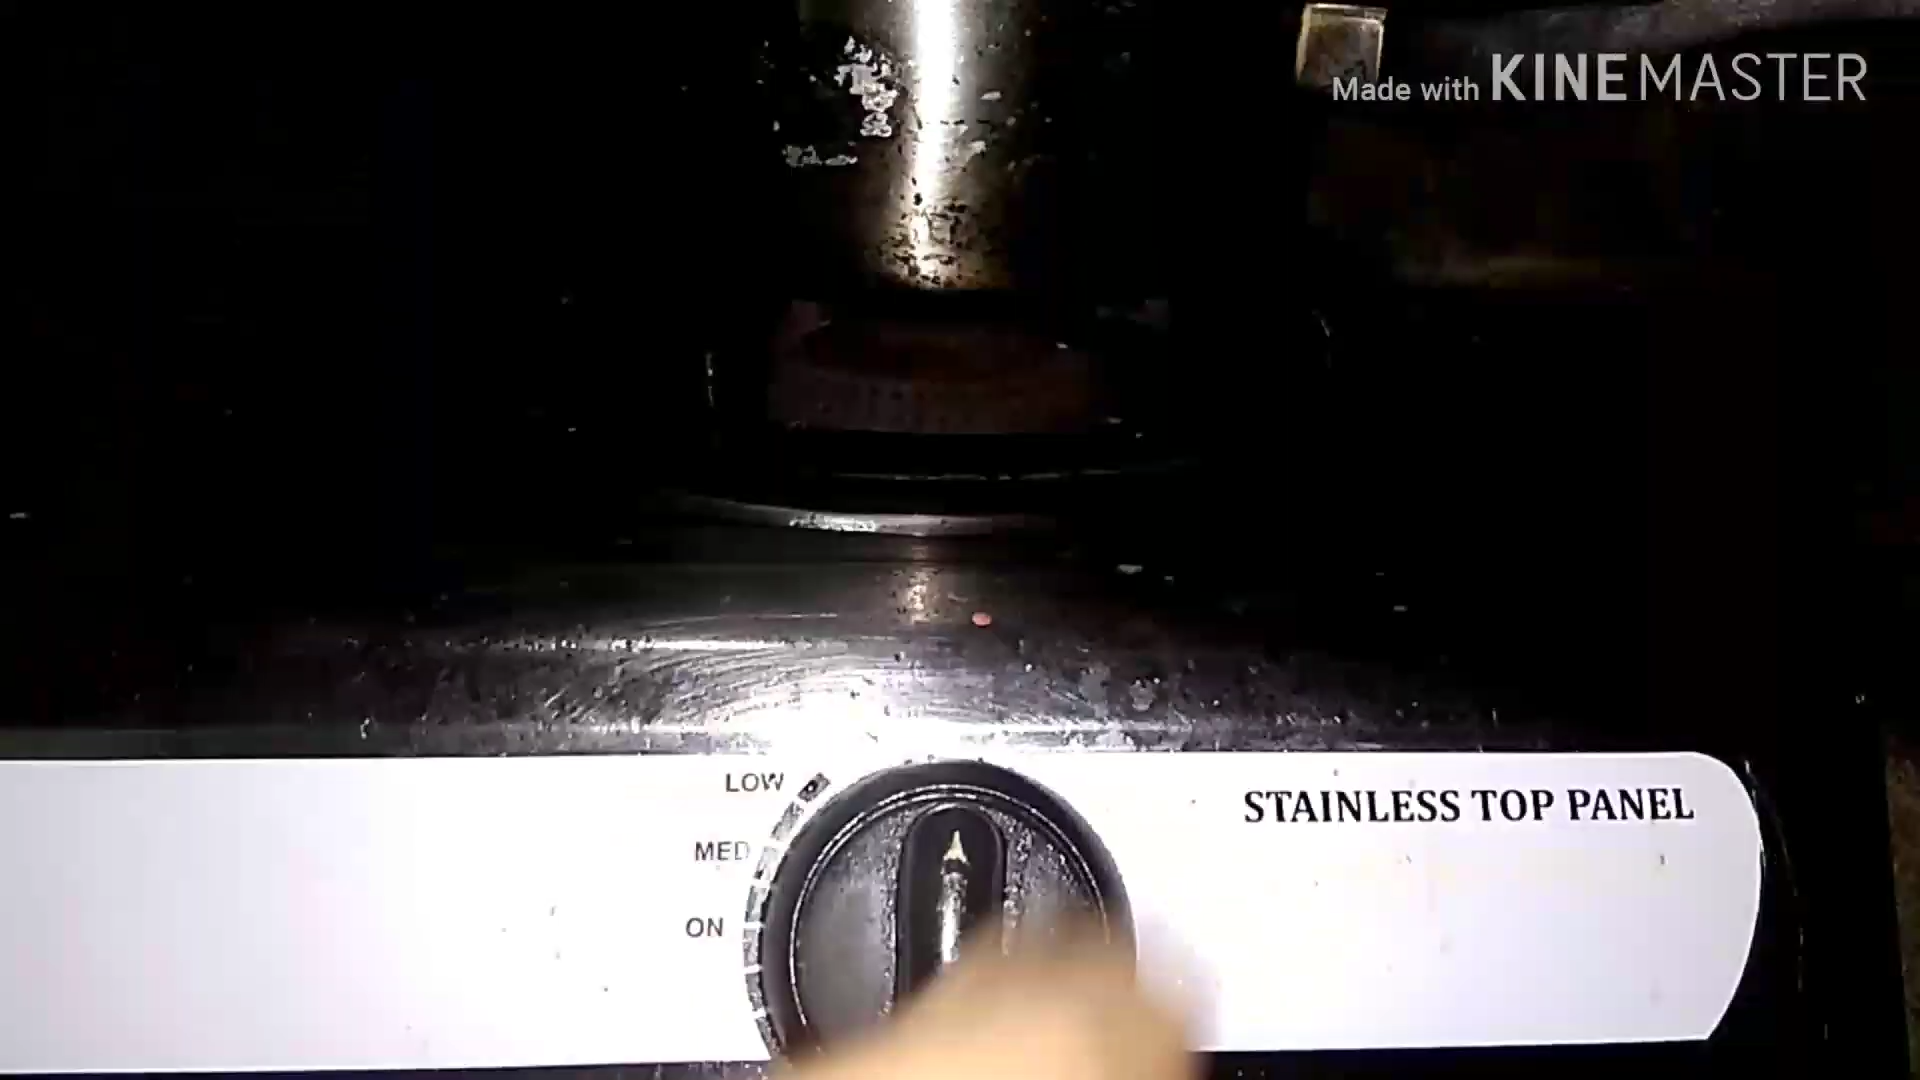 Made with KINEMASTER
LOW
MED
ON
STAINLESS TOP PANEL